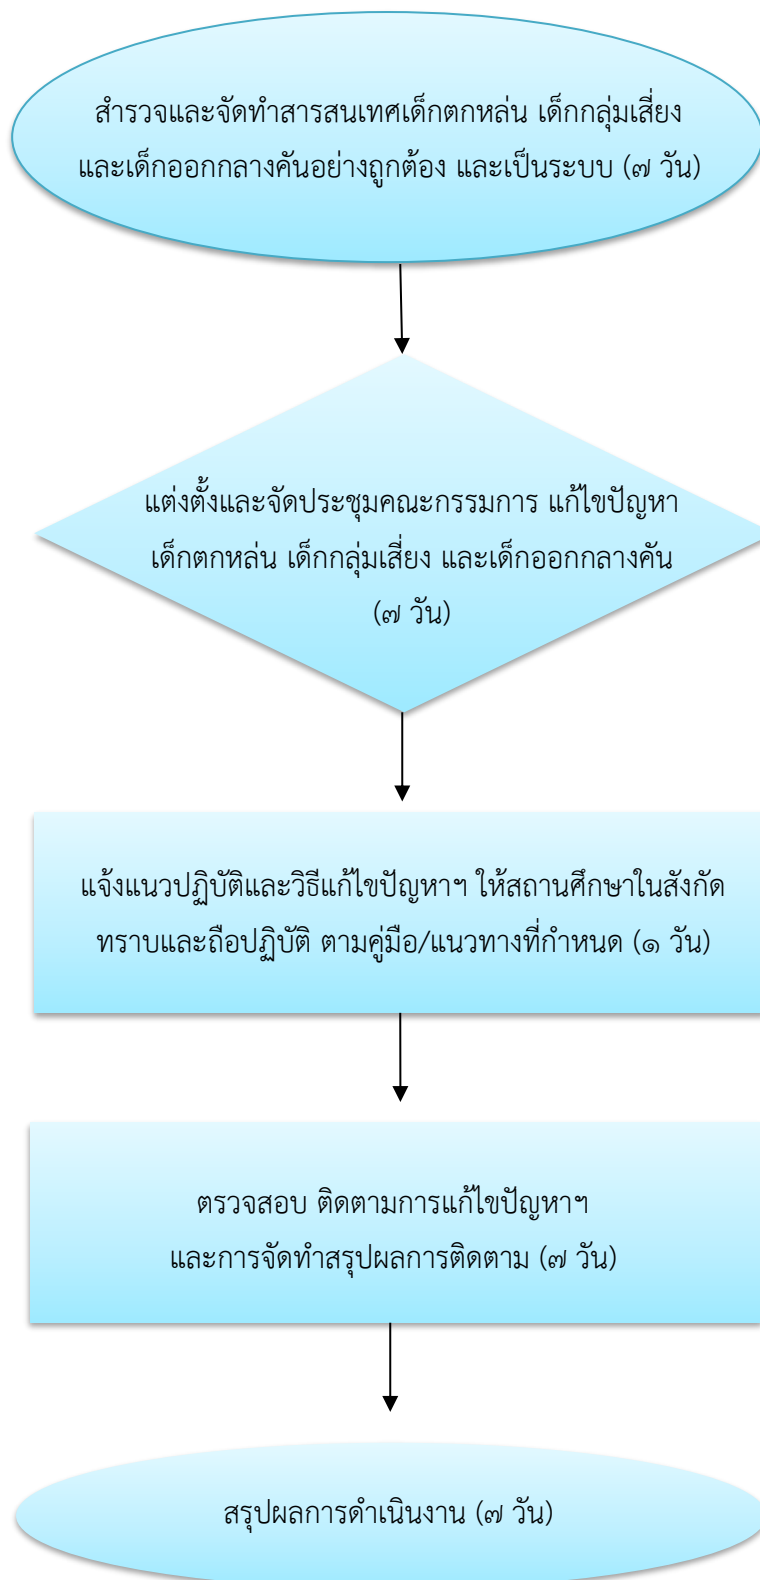 สำรวจและจัดทำสารสนเทศเด็กตกหล่น เด็กกลุ่มเสี่ยง
และเด็กออกกลางคันอย่างถูกต้อง และเป็นระบบ (๗ วัน)
แต่งตั้งและจัดประชุมคณะกรรมการ แก้ไขปัญหา
เด็กตกหล่น เด็กกลุ่มเสี่ยง และเด็กออกกลางคัน
(๗ วัน)
แจ้งแนวปฏิบัติและวิธีแก้ไขปัญหาฯ ให้สถานศึกษาในสังกัด
ทราบและถือปฏิบัติ ตามคู่มือ/แนวทางที่กำหนด (๑ วัน)
ตรวจสอบ ติดตามการแก้ไขปัญหาฯ
และการจัดทำสรุปผลการติดตาม (๗ วัน)
สรุปผลการดำเนินงาน (๗ วัน)